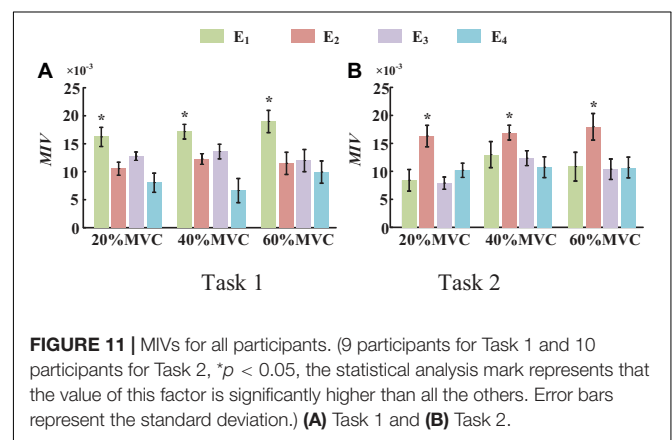 E1 E2 E3 E4
A ×10-3 B ×10-3
25 25
* * * * * *
20 20
15 15
MIV MIV
10 10
5 5
0 0
20%MVC 40%MVC 60%MVC 20%MVC 40%MVC 60%MVC
Task 1 Task 2
FIGURE 11 | MIVs for all participants. (9 participants for Task 1 and 10
participants for Task 2, *p < 0.05, the statistical analysis mark represents that
the value of this factor is significantly higher than all the others. Error bars
represent the standard deviation.) (A) Task 1 and (B) Task 2.